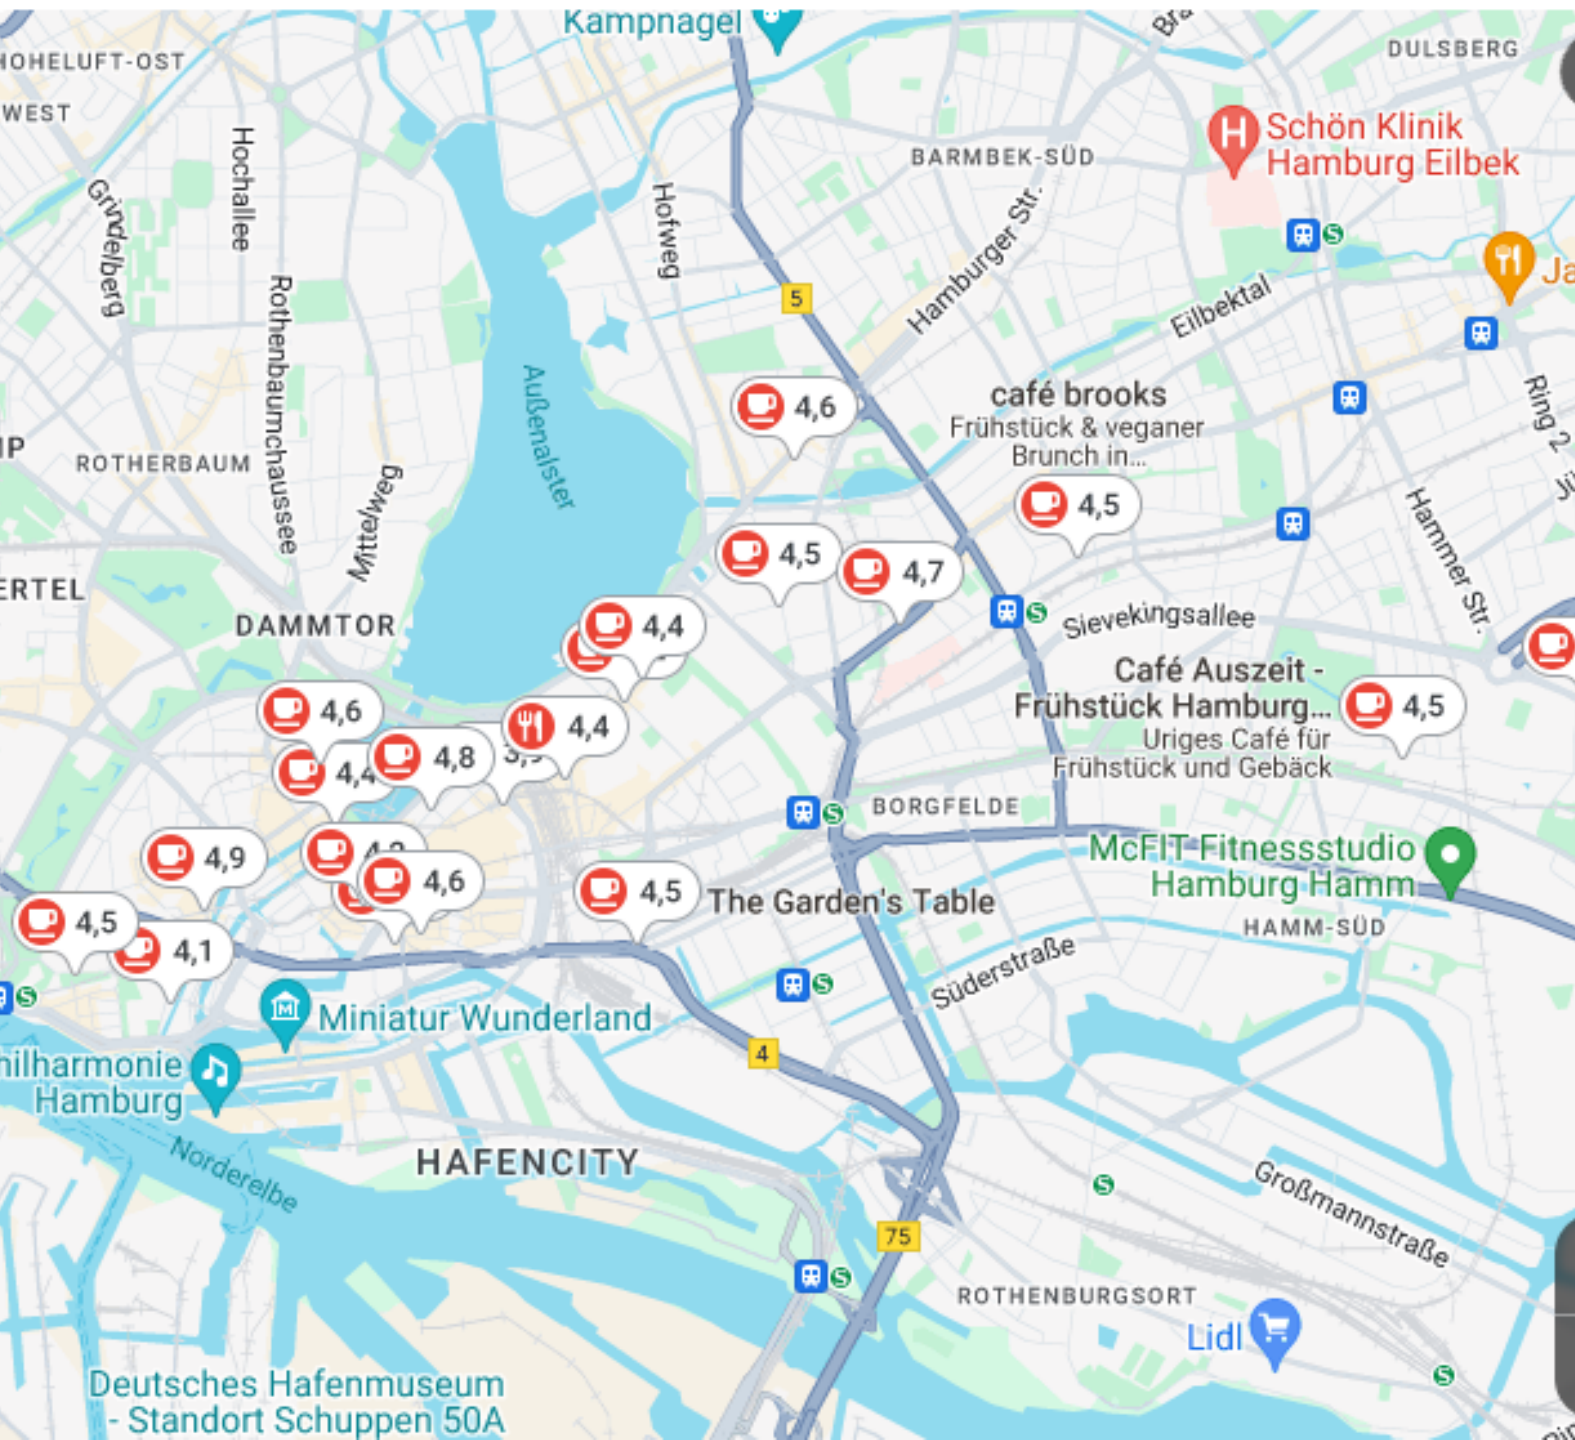 Kampnagel
Bra
DULSBERG
HOHELUFT-OST
WEST
Hochallee
Grindelberg
Hofweg
BARMBEK-SÜD
Schön Klinik
Hamburg Eilbek
H
S
Hamburger Str.
Ja
5
Eilbektal
Rothenbaumchaussee
Außenalster
Ring 2
café brooks
4,6
Frühstück & veganer
Brunch in...
ROTHERBAUM
Mittelweg
4,5
Hammer Str.
4,5
4,7
ERTEL
DAMMTOR
4,4
S
Sievekingsallee
Café Auszeit -
Frühstück Hamburg...
4,5
Uriges Café für
Frühstück und Gebäck
4,6
4,4
4,8
4,4
S
BORGFELDE
McFIT Fitnessstudio
Hamburg Hamm
4,9
4,6
4,5
The Garden's Table
4,5
4,1
HAMM-SÜD
S
S
Süderstraße
M
Miniatur Wunderland
4
hilharmonie
Hamburg
Norderelbe
HAFENCITY
S
Großmannstraße
75
S
ROTHENBURGSORT
Lidl
S
Deutsches Hafenmuseum
- Standort Schuppen 50A